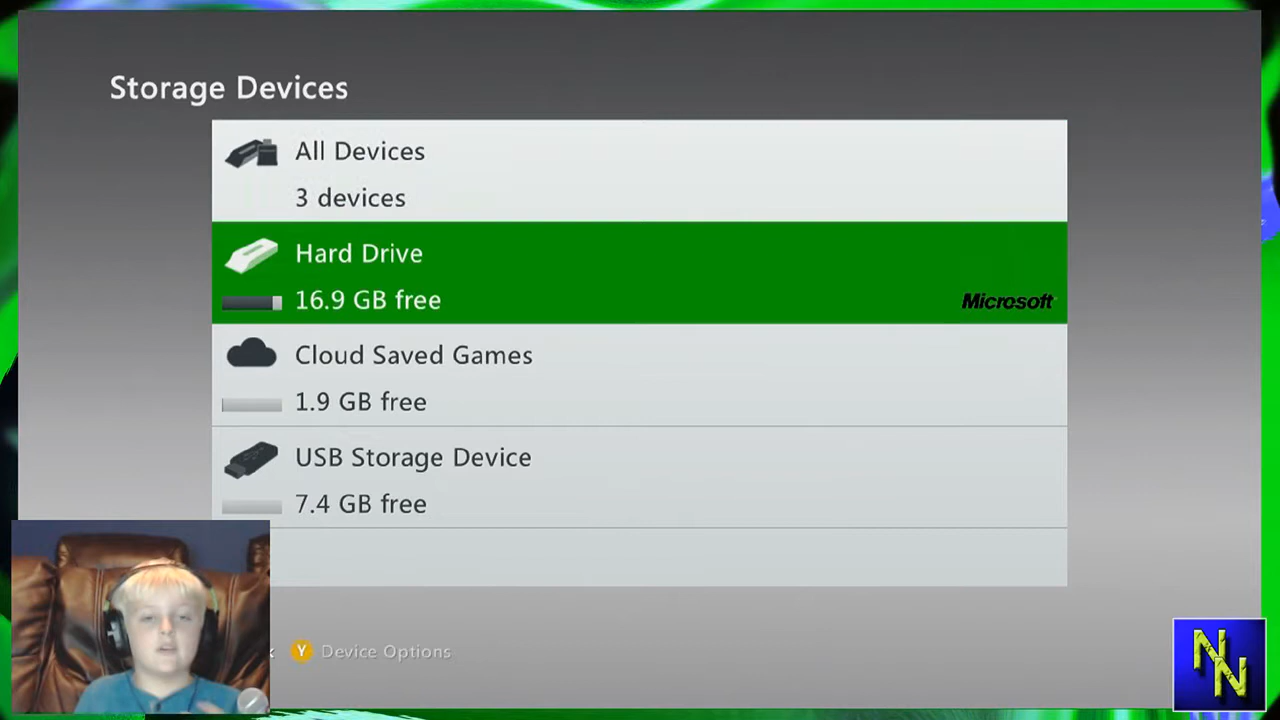 Storage Devices
All Devices
3 devices
Hard Drive
16.9 GB free
Microsoft
Cloud Saved Games
1.9 GB free
USB Storage Device
7.4 GB free
Y Device Options
NN